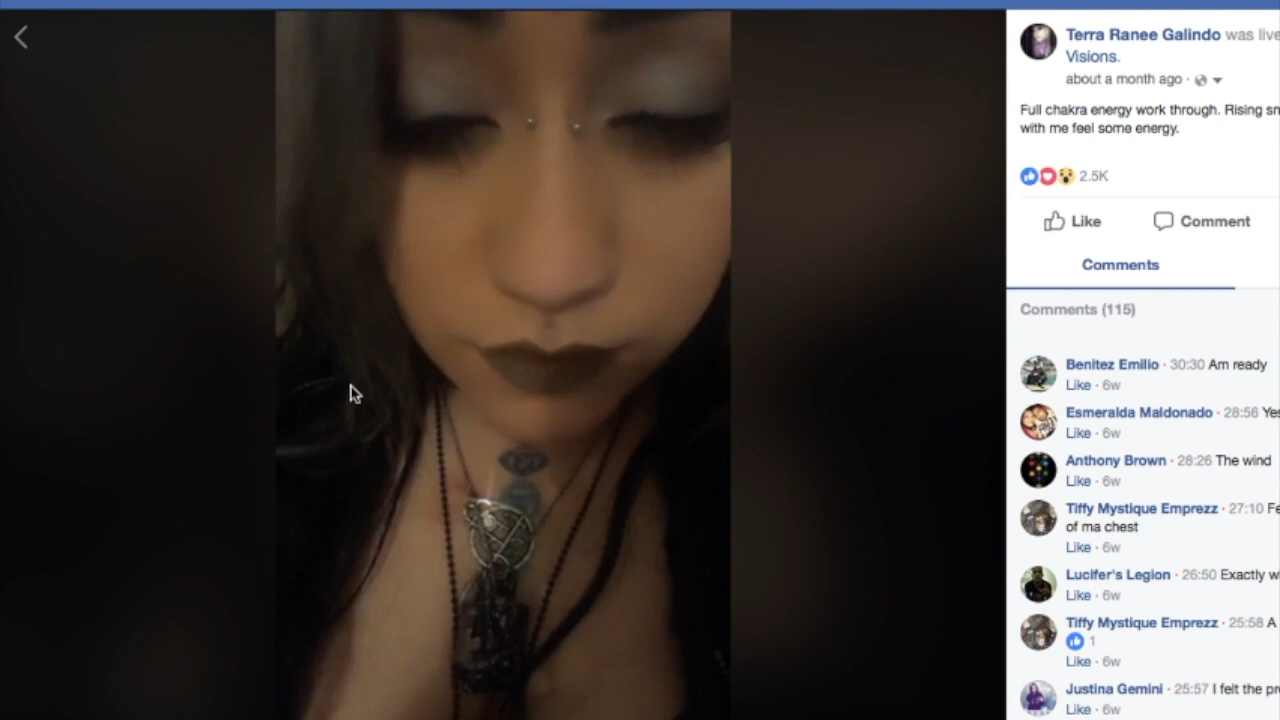 Terra Ranee Galindo was live
Visions.
about a month ago ·
Full chakra energy work through. Rising
with me feel some energy.
2.5K
Like Comment
Comments
Comments (115)
Benitez Emilio · 30:30 Am ready
Like · 6w
Esmeralda Maldonado · 28:56
Like · 6w
Anthony Brown · 28:26 The wind
Like · 6w
Tiffy Mystique Emprezz · 27:10
of ma chest
Like · 6w
Lucifer's Legion · 26:50 Exactly
Like · 6w
Tiffy Mystique Emprezz · 25:58 A
1
Like · 6w
Justina Gemini · 25:57 I felt the
Like · 6w